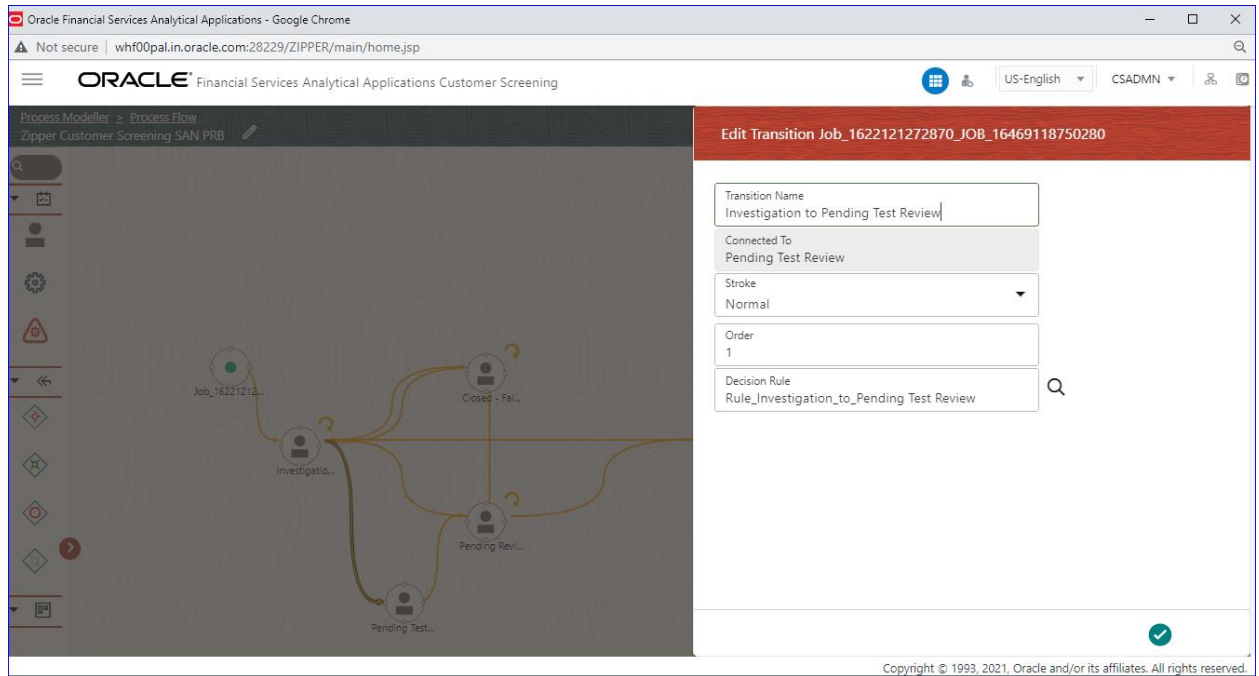 Oracle Financial Services Analytical Applications - Google Chrome
Not secure | whf00pal.in.oracle.com:28229/ZIPPER/main/home.jsp
ORACLE® Financial Services Analytical Applications Customer Screening
US-English
CSADMN
Process Modeller > Process Flow
Zipper Customer Screening SAN PRB
Edit Transition Job_1622121272870_JOB_16469118750280
Transition Name
Investigation to Pending Test Review
Connected To
Pending Test Review
Stroke
Normal
Order
1
Decision Rule
Rule_Investigation_to_Pending Test Review
Job_16221212...
Closed - Fal...
Investigatio...
Pending Revi...
Pending Test...
Copyright © 1993, 2021, Oracle and/or its affiliates. All rights reserved.